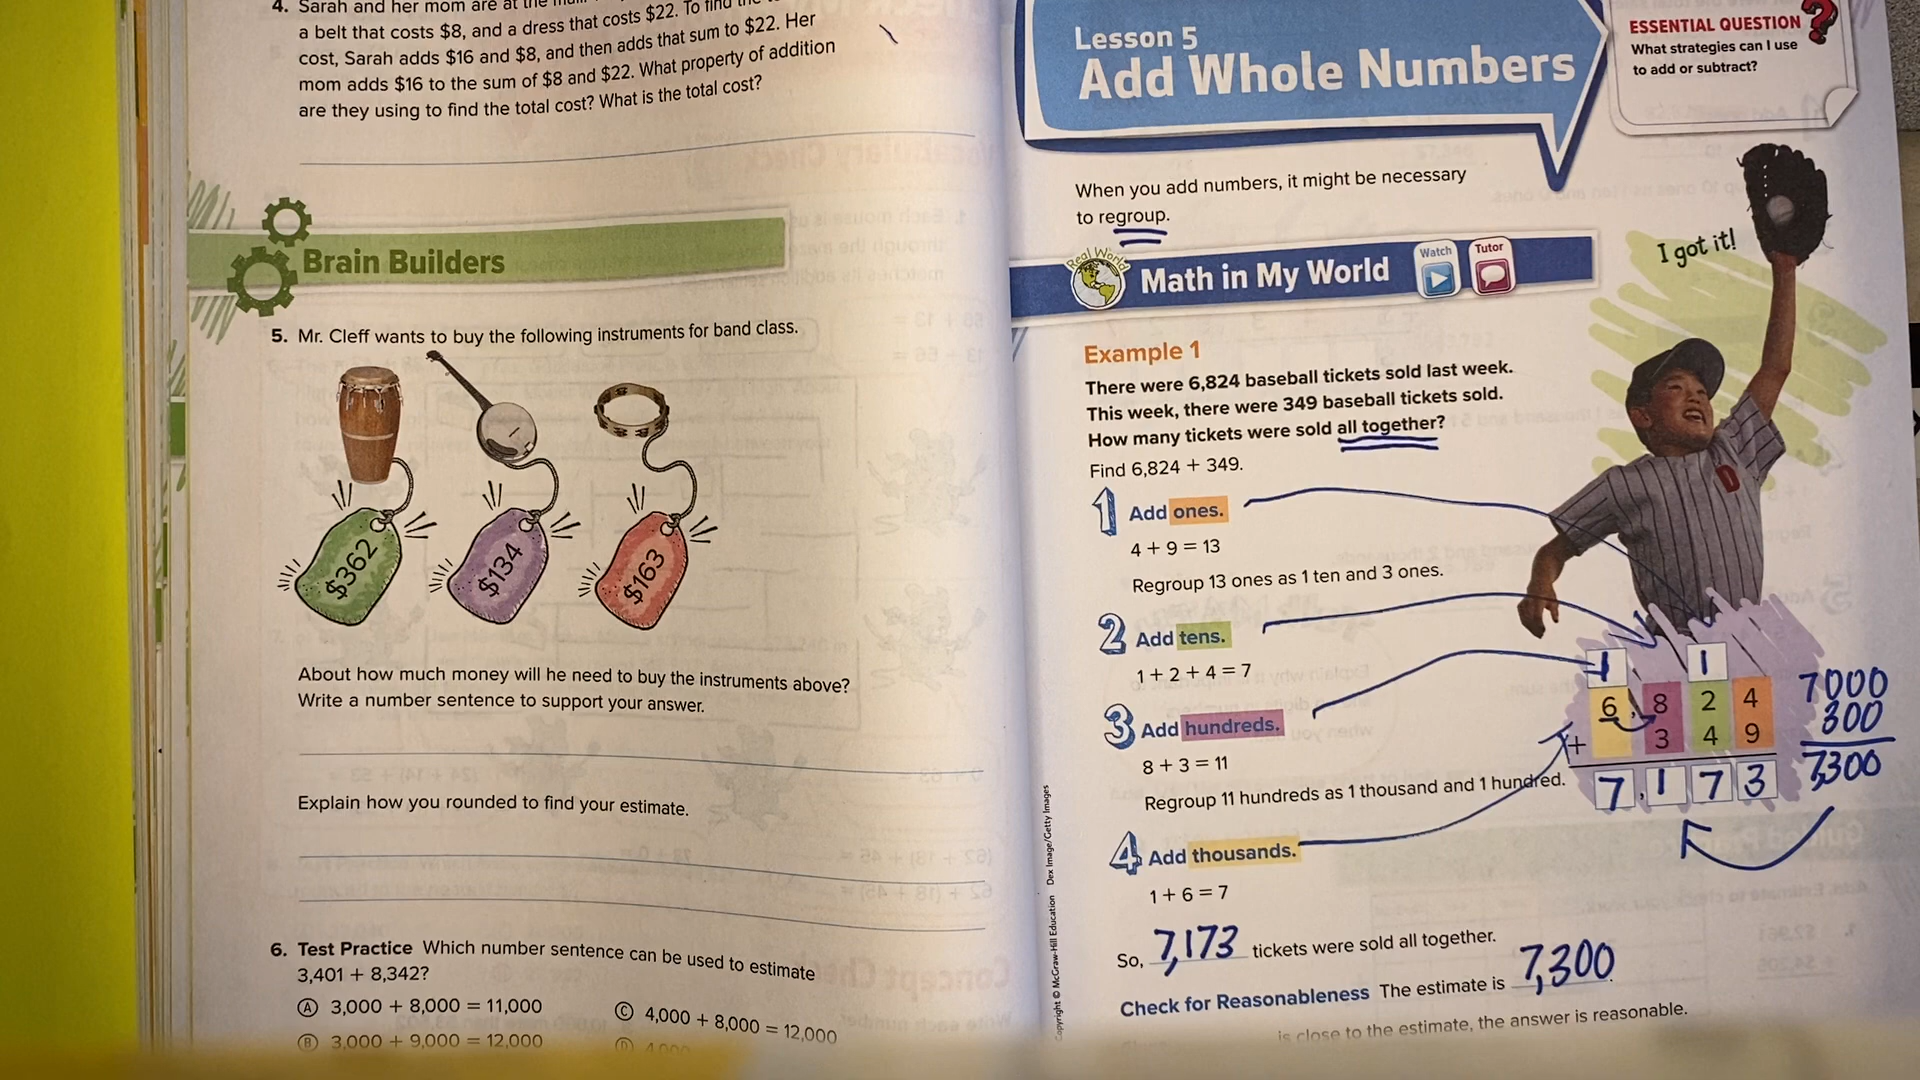 4. Sarah and her mom are at the
a belt that costs $8, and a dress that costs $22. To find the
cost, Sarah adds $16 and $8, and then adds that sum to $22. Her
mom adds $16 to the sum of $8 and $22. What property of addition
are they using to find the total cost? What is the total cost?
Brain Builders
5. Mr. Cleff wants to buy the following instruments for band class.
$362
$134
$163
About how much money will he need to buy the instruments above?
Write a number sentence to support your answer.
Explain how you rounded to find your estimate.
6. Test Practice Which number sentence can be used to estimate
3,401 + 8,342?
A 3,000 + 8,000 = 11,000
C 4,000 + 8,000 = 12,000
B 3,000 + 9,000 = 12,000
D
Lesson 5
Add Whole Numbers
ESSENTIAL QUESTION
What strategies can I use
to add or subtract?
When you add numbers, it might be necessary
to regroup.
I got it!
Real World
Math in My World
Watch
Tutor
Example 1
There were 6,824 baseball tickets sold last week.
This week, there were 349 baseball tickets sold.
How many tickets were sold all together?
Find 6,824 + 349.
1 Add ones.
4 + 9 = 13
Regroup 13 ones as 1 ten and 3 ones.
2 Add tens.
1 + 2 + 4 = 7
3 Add hundreds.
8 + 3 = 11
Regroup 11 hundreds as 1 thousand and 1 hundred.
4 Add thousands.
1 + 6 = 7
1 1
6,824
+ 349
7,173
7000
300
7,300
So, 7,173 tickets were sold all together.
Check for Reasonableness The estimate is 7,300.
is close to the estimate, the answer is reasonable.
Copyright © McGraw-Hill Education Dex Image/Getty Images
D